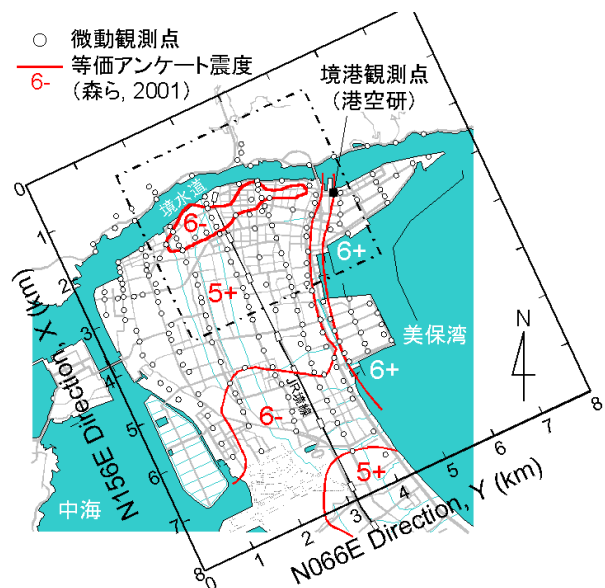 微動観測点
等価アンケート震度
6-
(森ら, 2001)
境港観測点
(港空研)
0
1
2
3
4
5
6
7
8
N156E Direction, X (km)
境水道
6-
6+
5+
美保湾
6+
N
JR境線
6-
5+
中海
0
1
2
3
4
5
6
7
8
N066E Direction, Y (km)